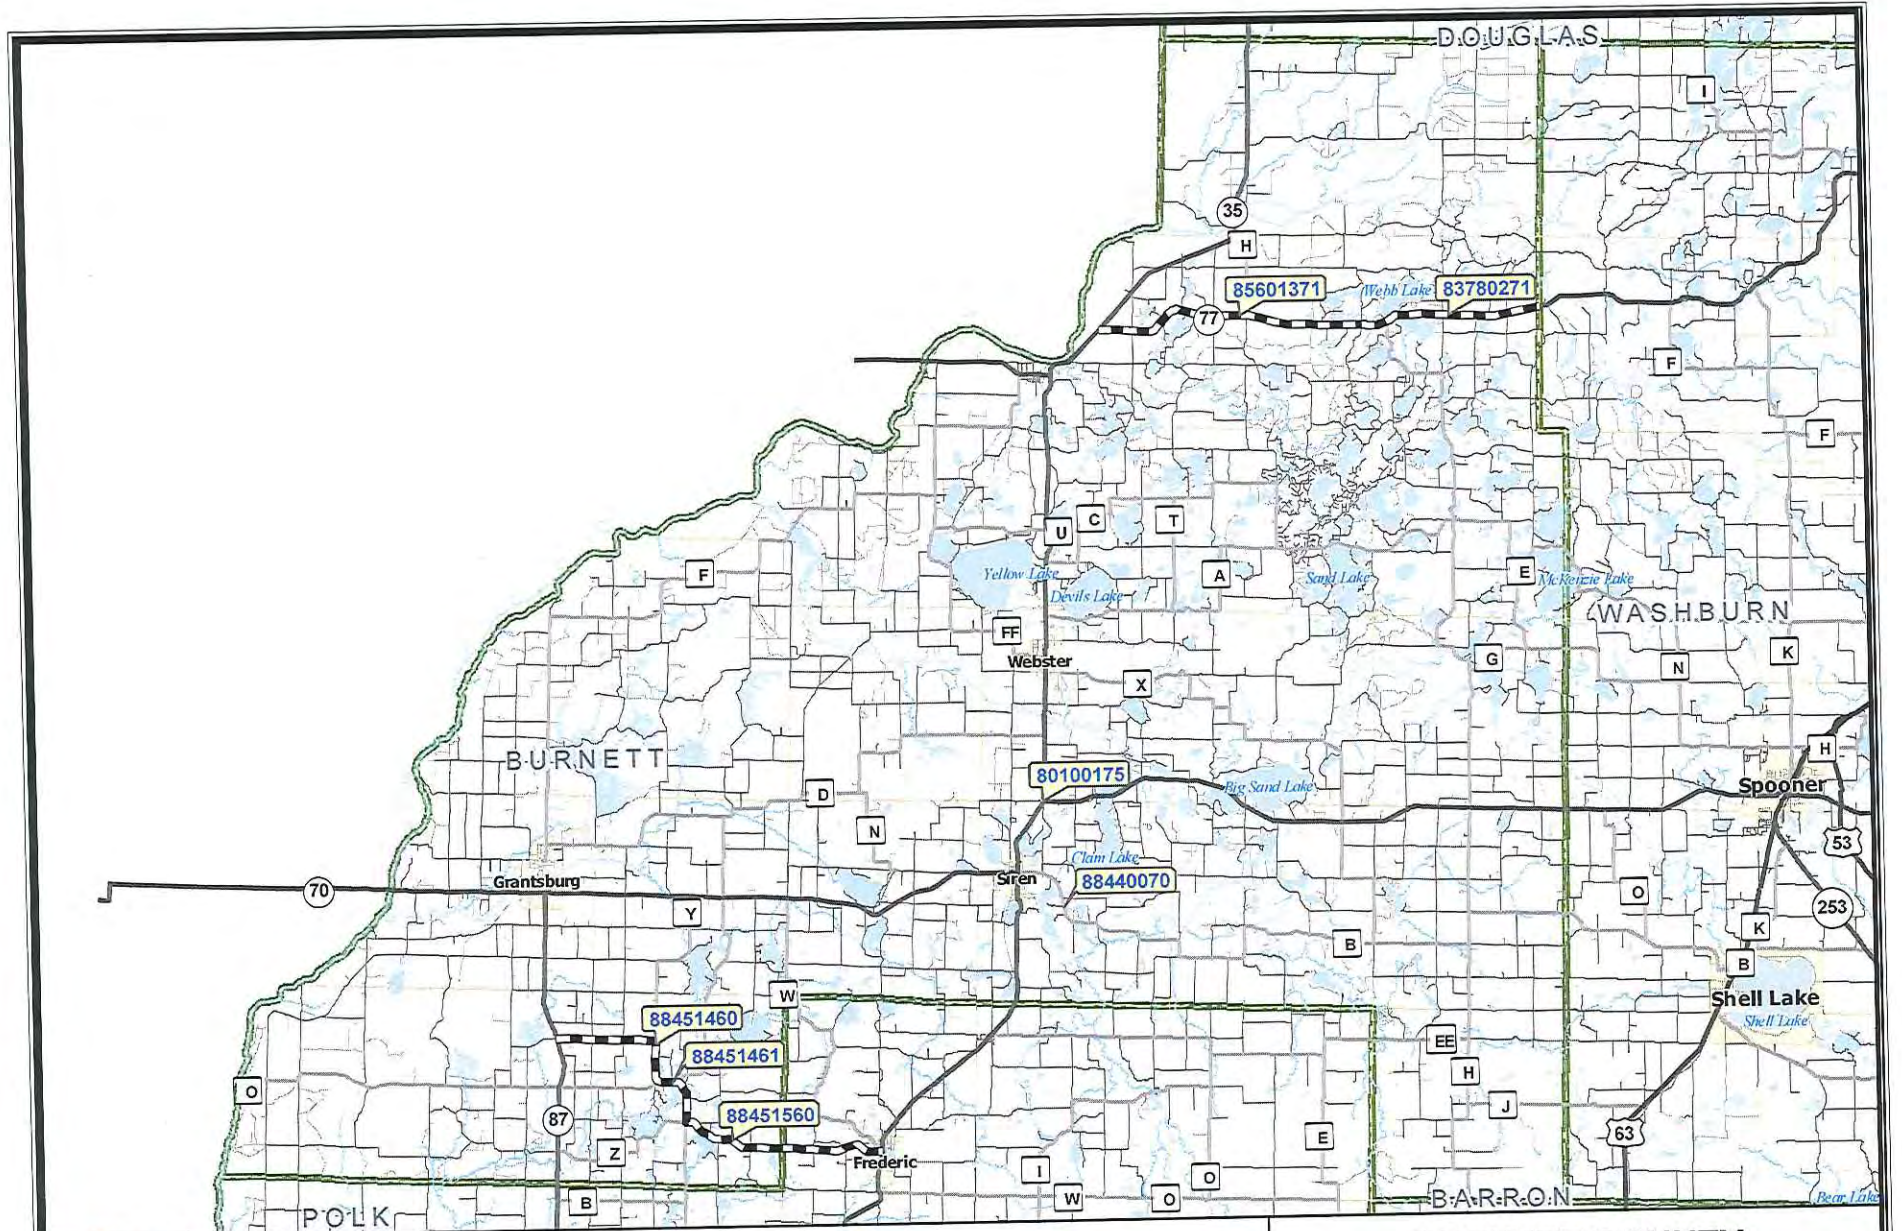 DOUGLAS
I
35
H
85601371
Webb Lake
83780271
77
F
F
U
C
T
F
A
E
Yellow Lake
Devils Lake
Sand Lake
McKenzie Lake
WASHBURN
FF
Webster
G
N
K
X
BURNETT
H
80100175
Spooner
Big Sand Lake
D
N
53
Clam Lake
Siren
88440070
Grantsburg
70
O
253
Y
K
B
B
W
Shell Lake
Shell Lake
88451460
EE
88451461
H
O
J
88451560
87
63
E
Z
Frederic
I
O
W
O
B
BARRON
Bear Lake
POLK